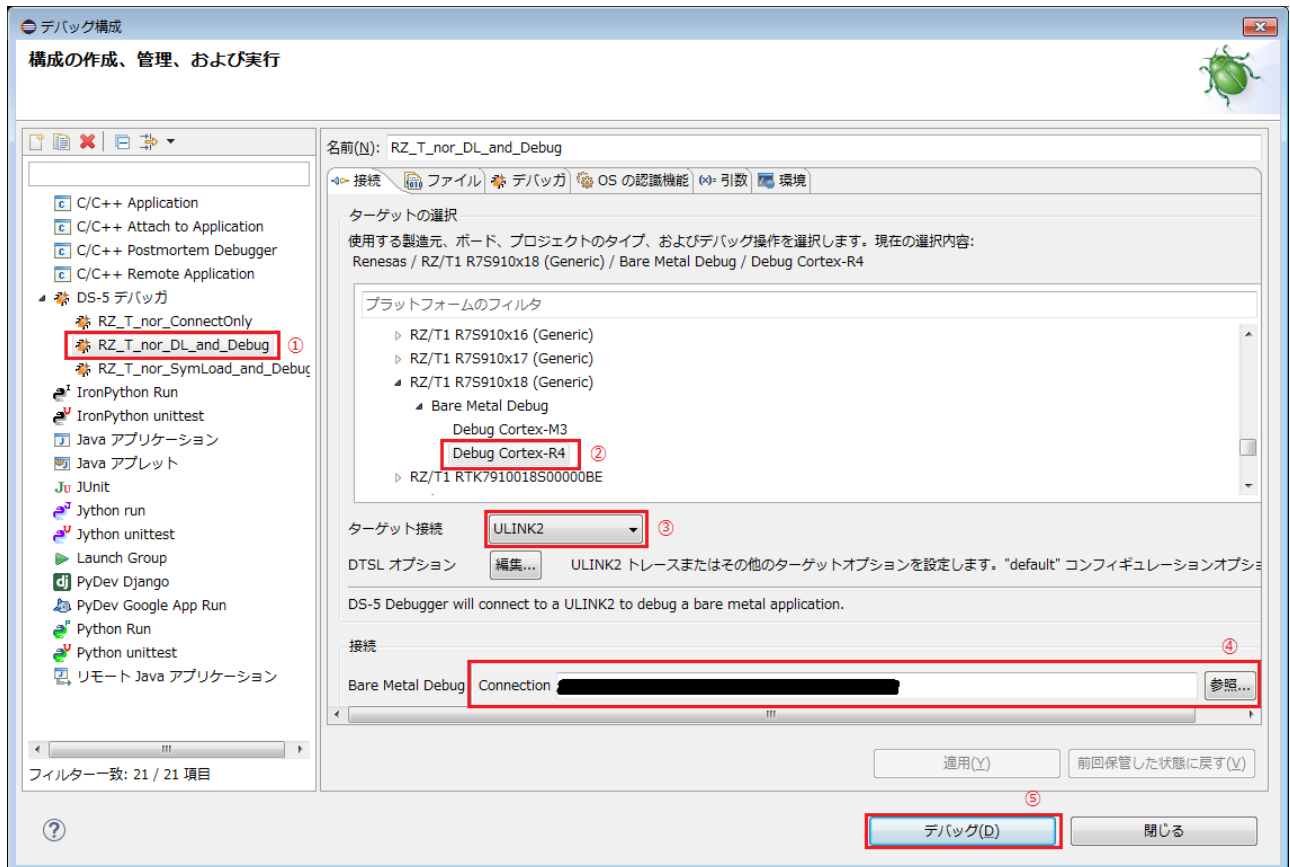 デバッグ構成
構成の作成、管理、および実行
名前(N): RZ_T_nor_DL_and_Debug
接続 ファイル デバッガ OS の認識機能 引数 環境
C/C++ Application
C/C++ Attach to Application
C/C++ Postmortem Debugger
C/C++ Remote Application
DS-5 デバッガ
RZ_T_nor_ConnectOnly
RZ_T_nor_DL_and_Debug ①
RZ_T_nor_SymLoad_and_Debug
IronPython Run
IronPython unittest
Java アプリケーション
Java アプレット
JUnit
Jython run
Jython unittest
Launch Group
PyDev Django
PyDev Google App Run
Python Run
Python unittest
リモート Java アプリケーション
フィルター一致: 21 / 21 項目
ターゲットの選択
使用する製造元、ボード、プロジェクトのタイプ、およびデバッグ操作を選択します。現在の選択内容:
Renesas / RZ/T1 R7S910x18 (Generic) / Bare Metal Debug / Debug Cortex-R4
プラットフォームのフィルタ
RZ/T1 R7S910x16 (Generic)
RZ/T1 R7S910x17 (Generic)
RZ/T1 R7S910x18 (Generic)
Bare Metal Debug
Debug Cortex-M3
Debug Cortex-R4 ②
RZ/T1 RTK7910018S00000BE
ターゲット接続 ULINK2 ③
DTSL オプション 編集... ULINK2 トレースまたはその他のターゲットオプションを設定します。"default" コンフィギュレーションオプショ
DS-5 Debugger will connect to a ULINK2 to debug a bare metal application.
接続 ④
Bare Metal Debug Connection 参照...
適用(Y) 前回保管した状態に戻す(V)
⑤
デバッグ(D) 閉じる